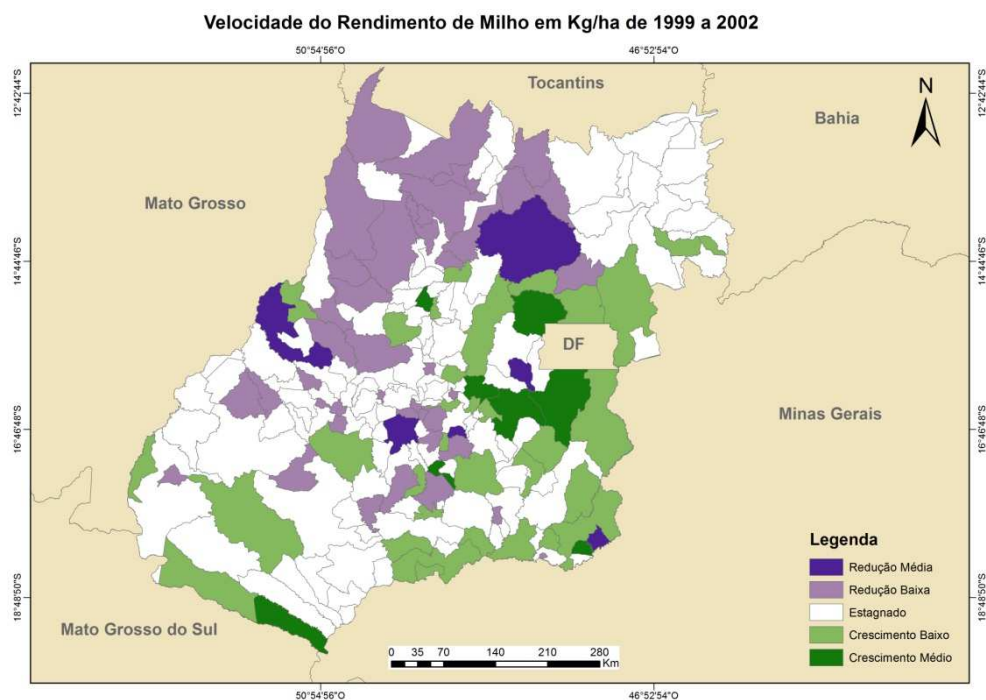 Velocidade do Rendimento de Milho em Kg/ha de 1999 a 2002
50°54'56"O
46°52'54"O
12°42'44"S
12°42'44"S
Tocantins
N
Bahia
Mato Grosso
14°44'46"S
14°44'46"S
DF
Minas Gerais
16°46'48"S
16°46'48"S
Legenda
Redução Média
Redução Baixa
Estagnado
Crescimento Baixo
Crescimento Médio
18°48'50"S
18°48'50"S
Mato Grosso do Sul
0 35 70 140 210 280
Km
50°54'56"O
46°52'54"O